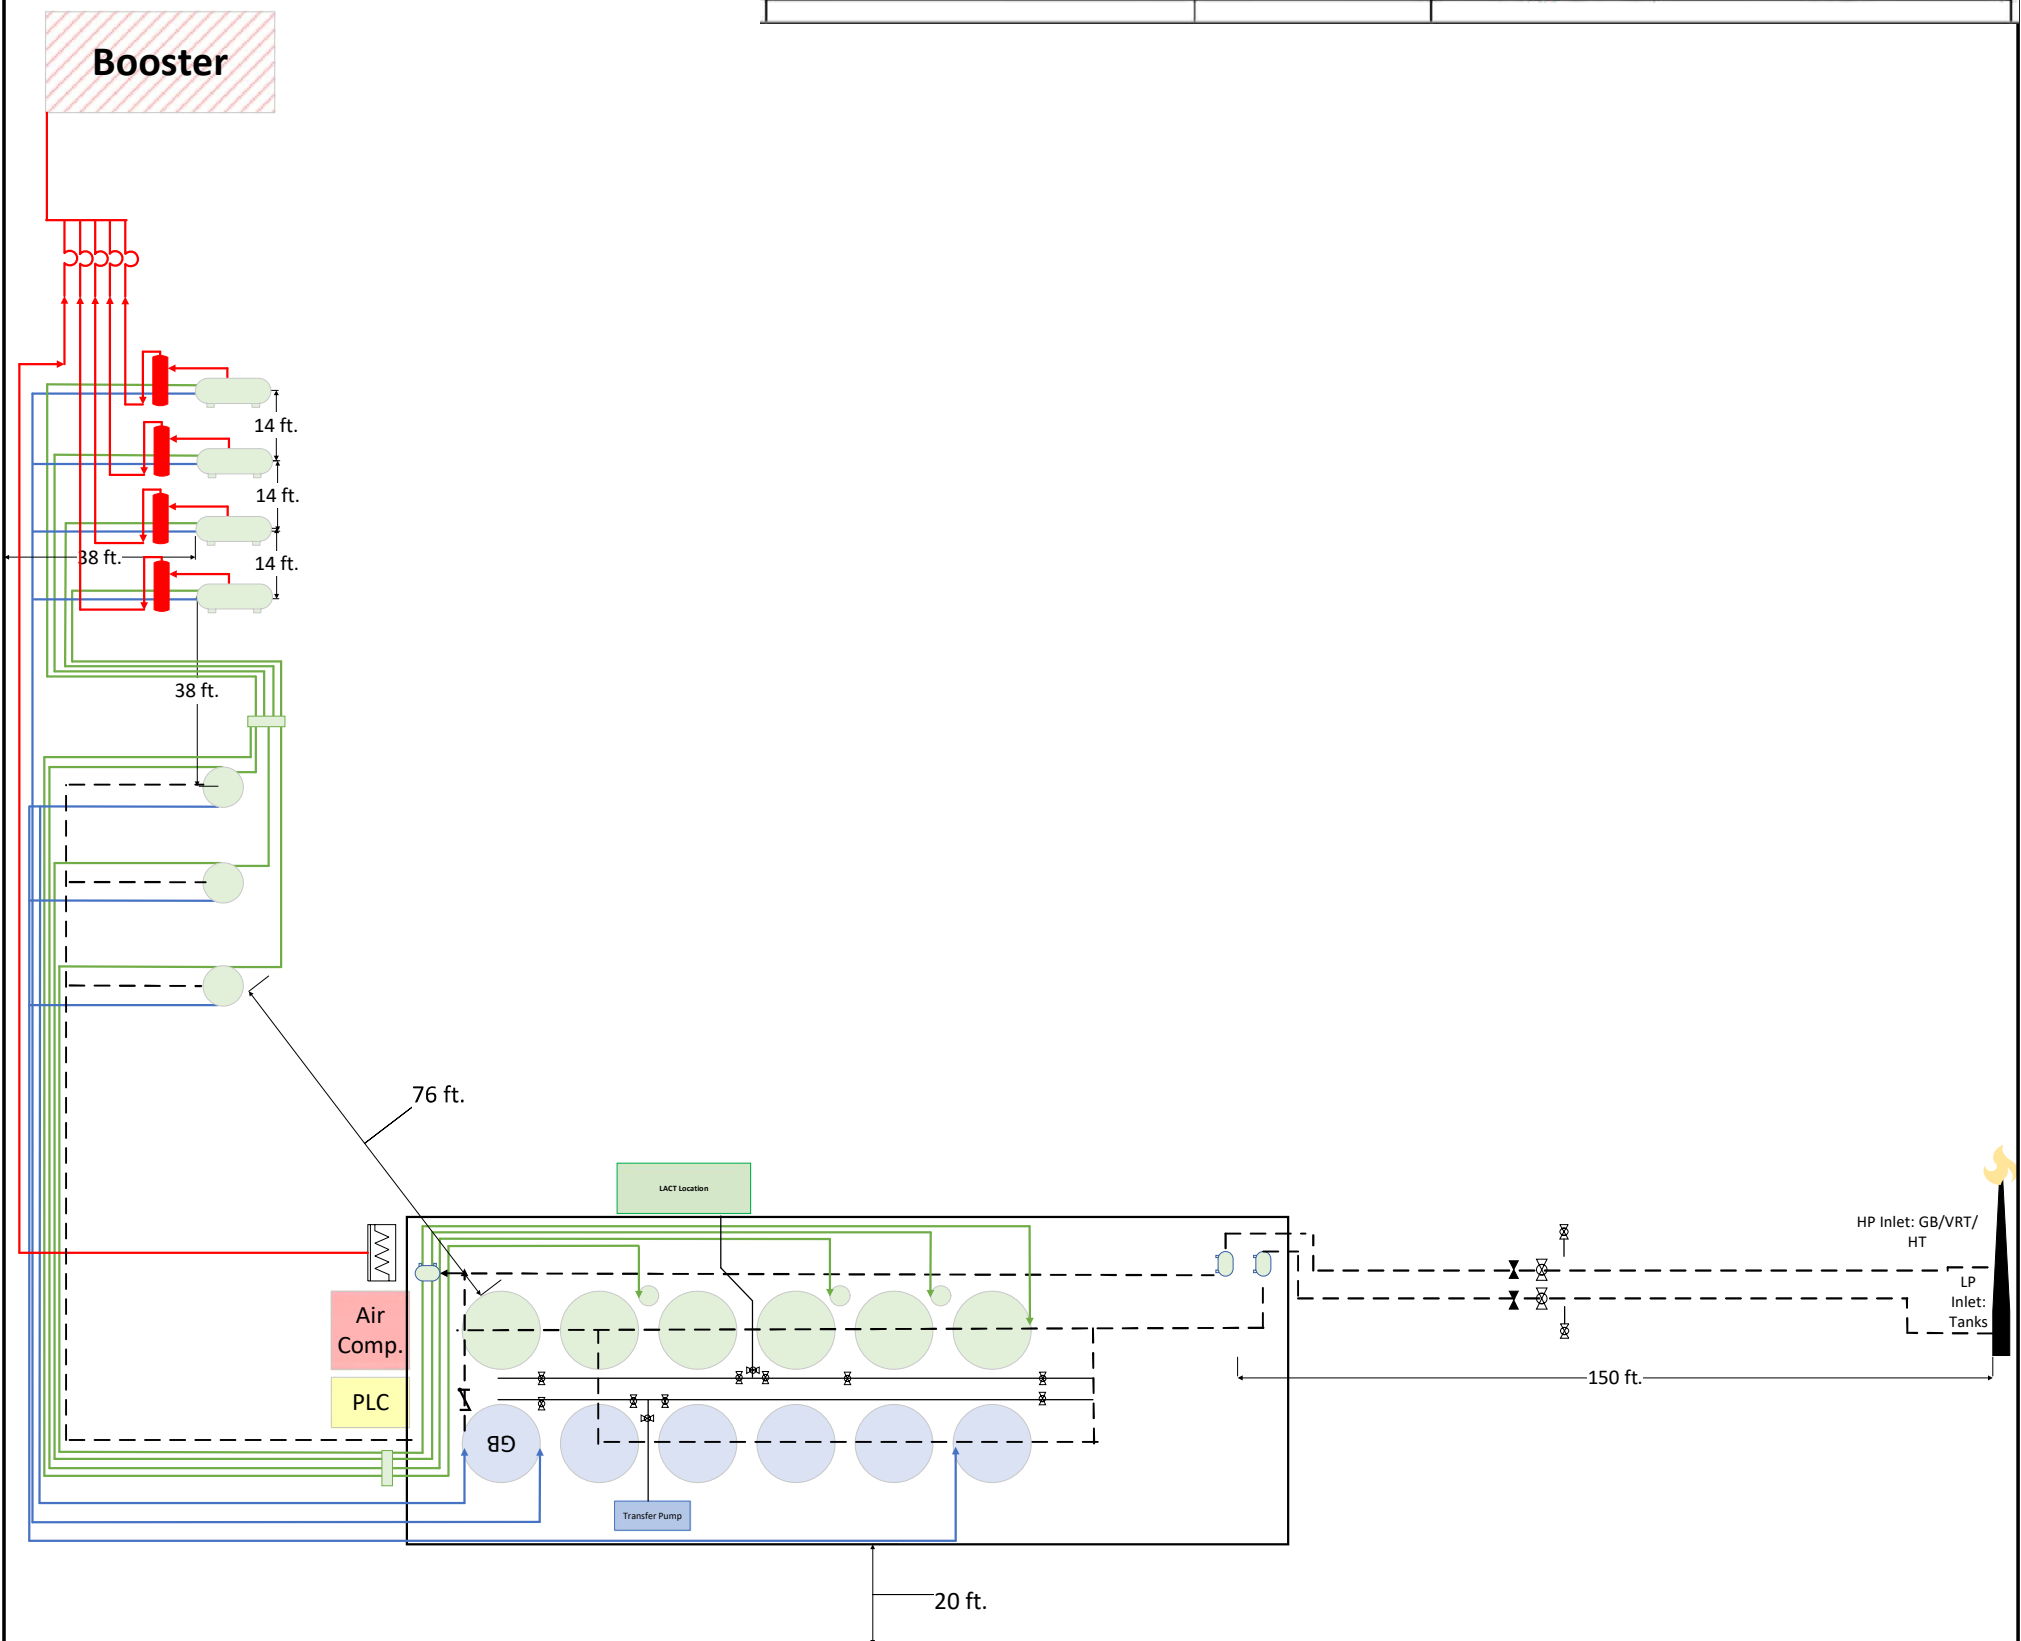 Booster
14 ft.
14 ft.
38 ft.
14 ft.
38 ft.
76 ft.
LACT Location
HP Inlet: GB/VRT/
HT
LP
Inlet:
Tanks
Air
Comp.
150 ft.
PLC
GB
Transfer Pump
20 ft.